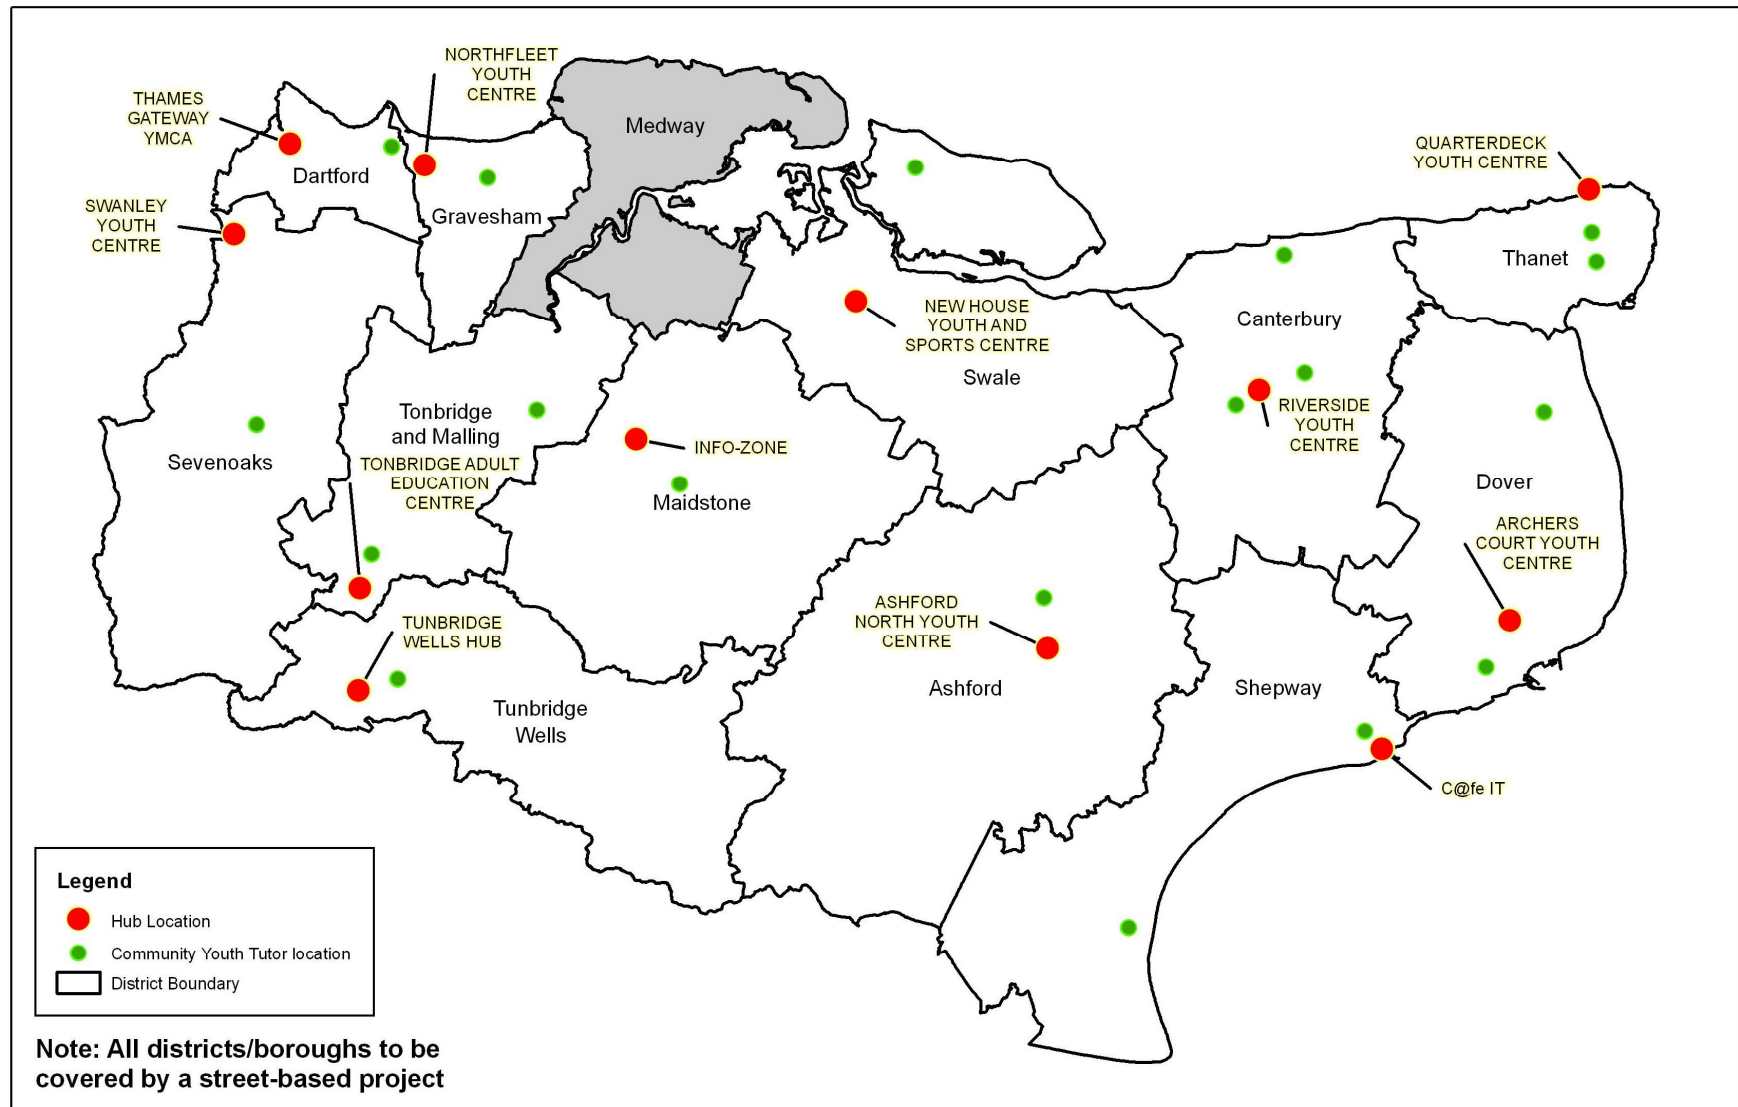 NORTHFLEET
YOUTH
CENTRE
THAMES
GATEWAY
YMCA
Medway
QUARTERDECK
YOUTH CENTRE
Dartford
SWANLEY
YOUTH
CENTRE
Gravesham
Thanet
NEW HOUSE
YOUTH AND
SPORTS CENTRE
Canterbury
Swale
Tonbridge
and Malling
RIVERSIDE
YOUTH
CENTRE
INFO-ZONE
Sevenoaks
TONBRIDGE ADULT
EDUCATION
CENTRE
Maidstone
Dover
ARCHERS
COURT YOUTH
CENTRE
ASHFORD
NORTH YOUTH
CENTRE
TUNBRIDGE
WELLS HUB
Ashford
Shepway
Tunbridge
Wells
C@fe IT
Legend
Hub Location
Community Youth Tutor location
District Boundary
Note: All districts/boroughs to be
covered by a street-based project